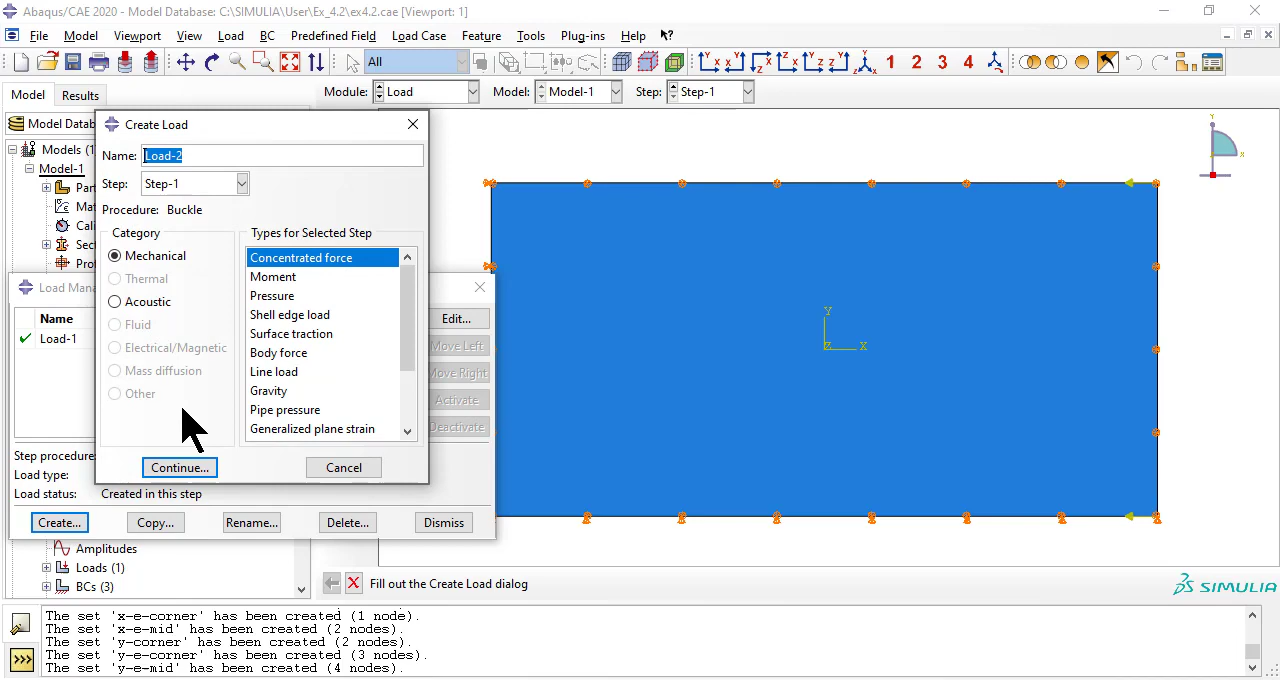 Abaqus/CAE 2020 - Model Database: C:\SIMULIA\User\Ex_4.2\ex4.2.cae [Viewport: 1]
File Model Viewport View Load BC Predefined Field Load Case Feature Tools Plug-ins Help
All
1 2 3 4
Model Results
Module: Load Model: Model-1 Step: Step-1
Model Datab
Models (1
Model-1
Part
Mat
Cali
Sect
Prof
Create Load
Name: Load-2
Step: Step-1
Procedure: Buckle
Category
Mechanical
Thermal
Acoustic
Fluid
Electrical/Magnetic
Mass diffusion
Other
Types for Selected Step
Concentrated force
Moment
Pressure
Shell edge load
Surface traction
Body force
Line load
Gravity
Pipe pressure
Generalized plane strain
Continue... Cancel
Load Mana
Name
Load-1
Edit...
Move Left
Move Right
Activate
Deactivate
Step procedure:
Load type:
Load status: Created in this step
Create... Copy... Rename... Delete... Dismiss
Amplitudes
Loads (1)
BCs (3)
Y
X
Y
Z X
Fill out the Create Load dialog
SIMULIA
The set 'x-e-corner' has been created (1 node).
The set 'x-e-mid' has been created (2 nodes).
The set 'y-corner' has been created (2 nodes).
The set 'y-e-corner' has been created (3 nodes).
The set 'y-e-mid' has been created (4 nodes).